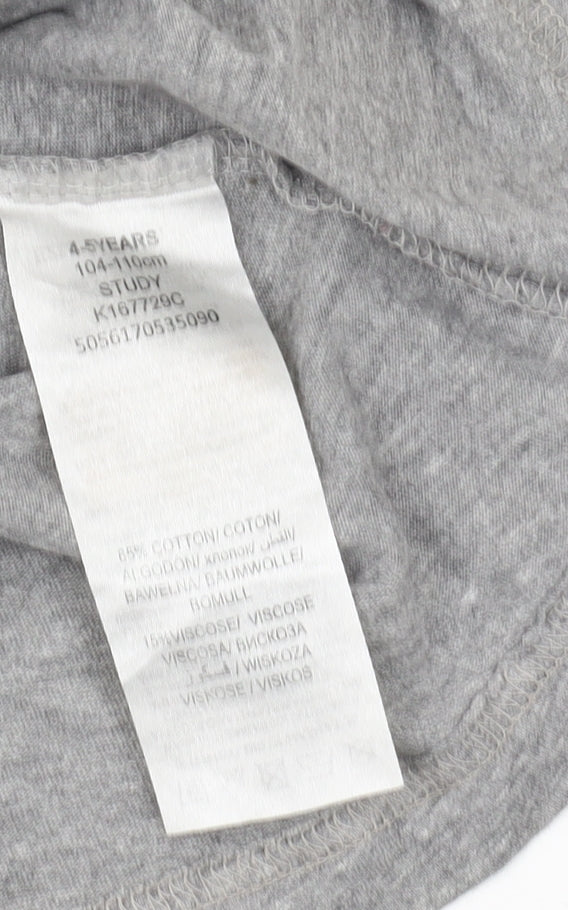 4-5YEARS
104-110cm
STUDY
K167729C
5056170535090
85% COTTON/ COTON/
ALGODÓN/ хлопок/ القطن/
BAWEŁNA/ BAUMWOLLE/
BOMULL
15%VISCOSE/ VISCOSE
VISCOSA/ ВИСКОЗА
فسكوز / WISKOZA
VISKOSE / VISKOS